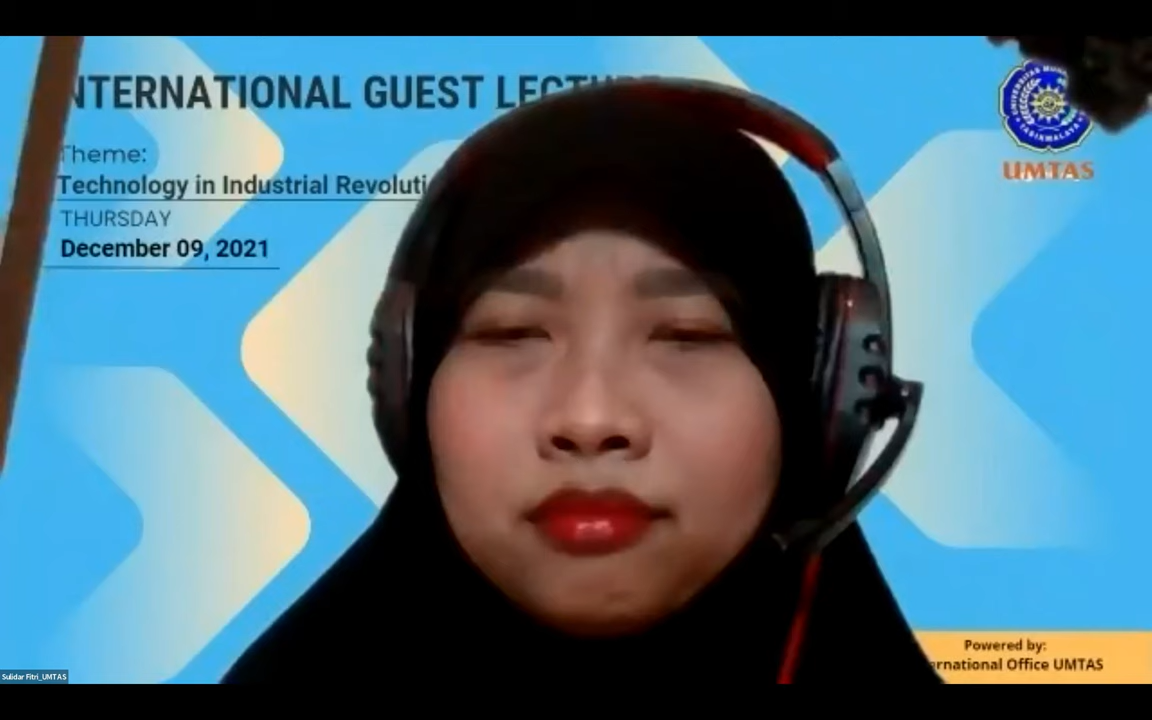 NTERNATIONAL GUEST LECTURE
Theme:
Technology in Industrial Revoluti
THURSDAY
December 09, 2021
UMTAS
Powered by:
ernational Office UMTAS
Sulidar Fitri_UMTAS